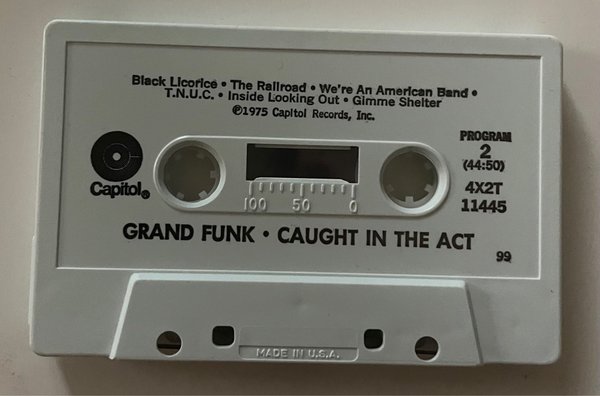 Black Licorice • The Railroad • We're An American Band •
T.N.U.C. • Inside Looking Out • Gimme Shelter
℗1975 Capitol Records, Inc.
PROGRAM
2
(44:50)
Capitol®
4X2T
11445
100 50 0
GRAND FUNK • CAUGHT IN THE ACT
99
MADE IN U.S.A.